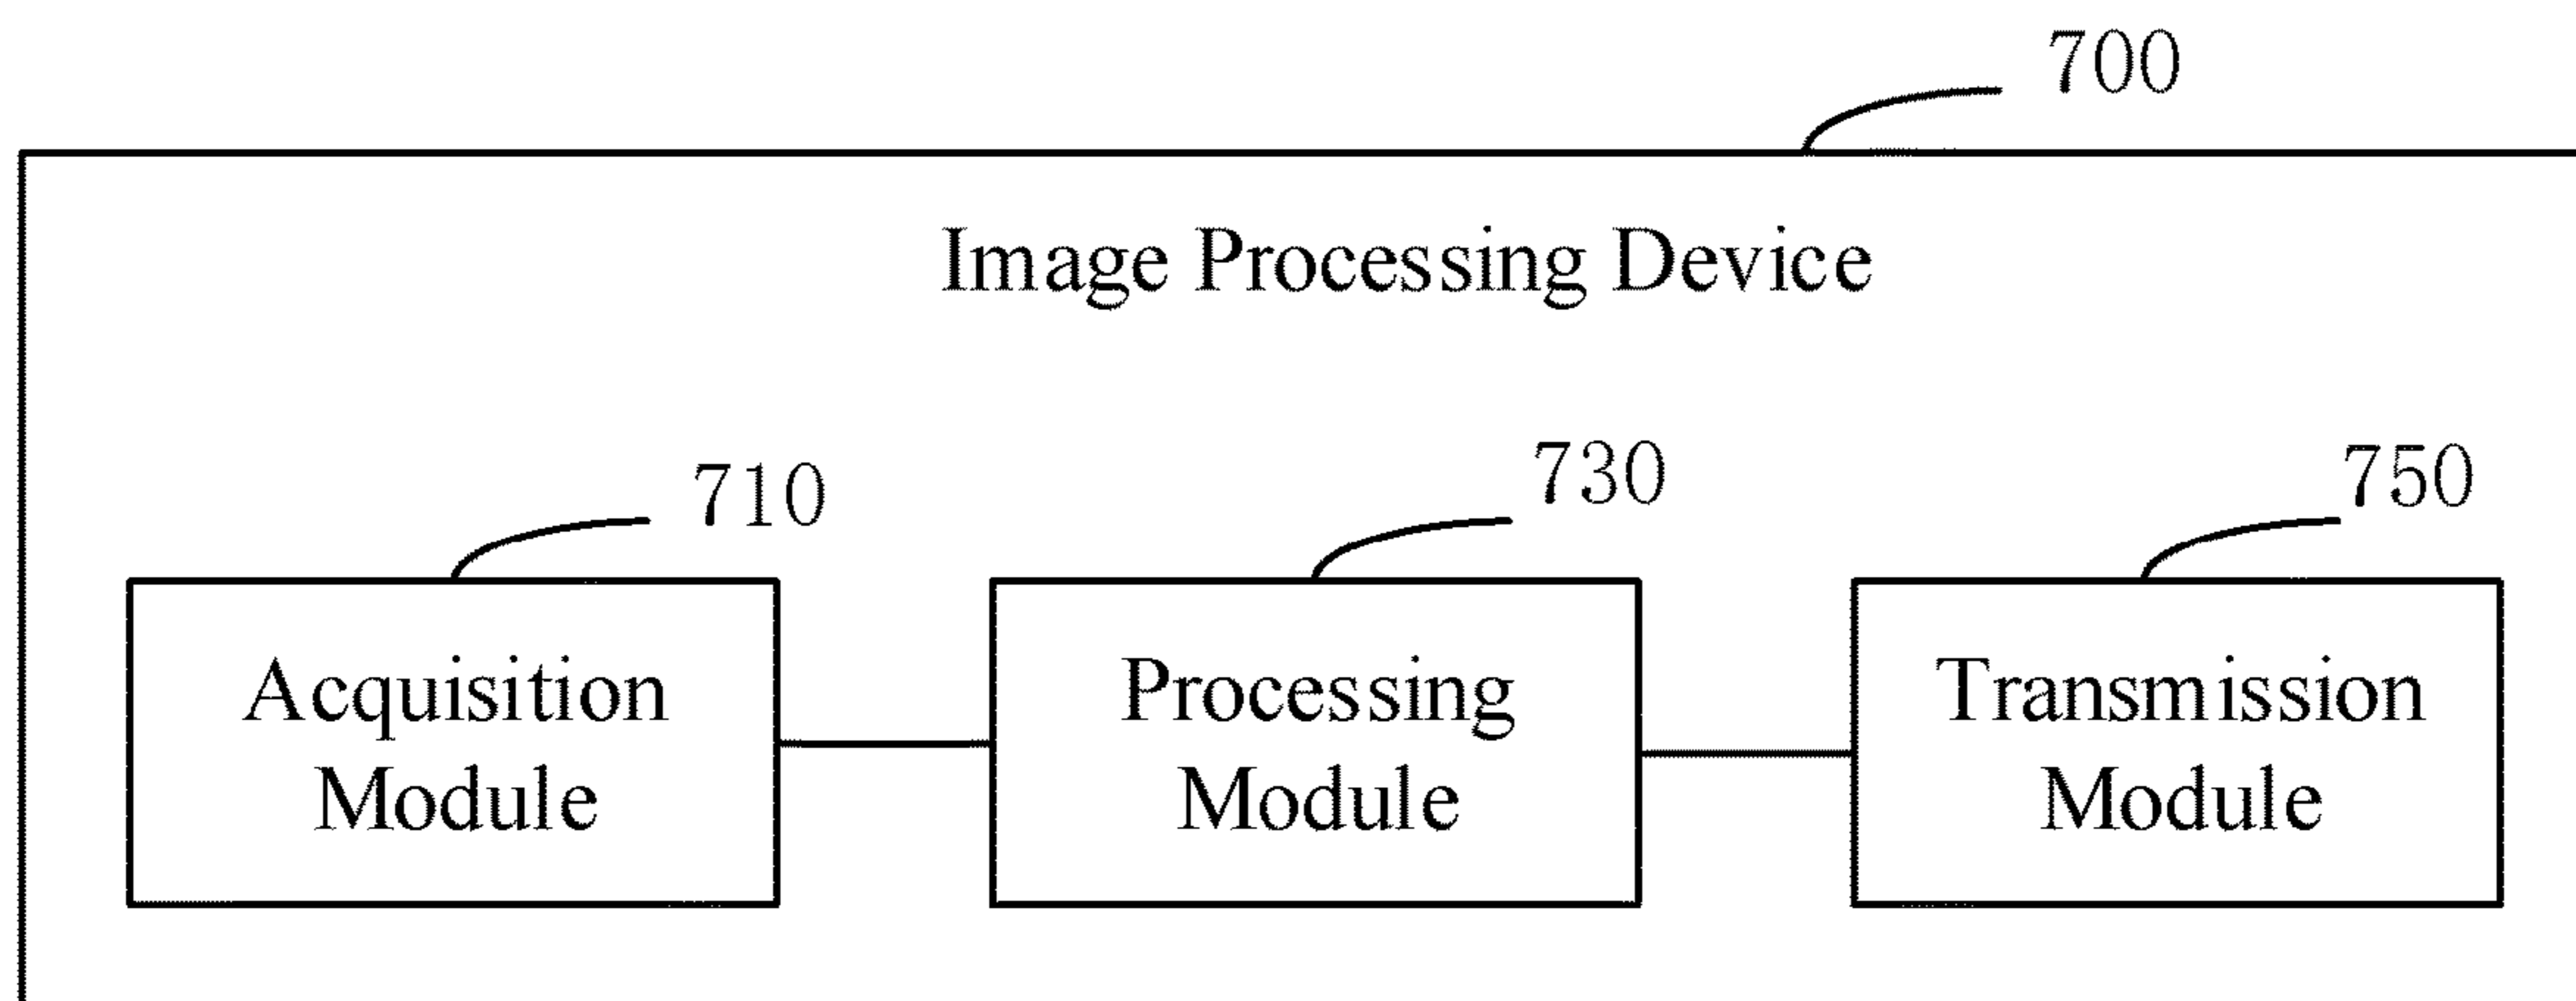 700
Image Processing Device
710
730
750
Acquisition
Module
Processing
Module
Transmission
Module